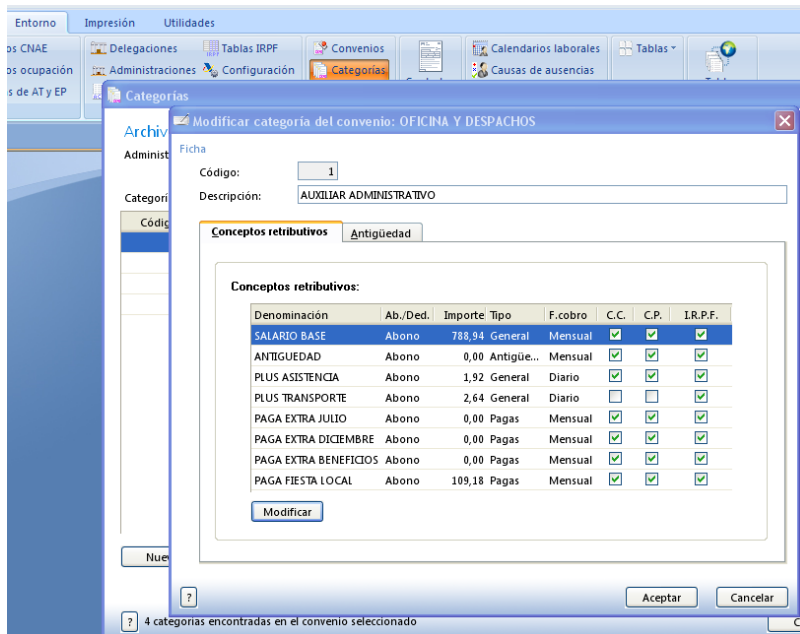 Entorno Impresión Utilidades
os CNAE Delegaciones Tablas IRPF Convenios Calendarios laborales Tablas
os ocupación Administraciones Configuración Categorías Causas de ausencias
s de AT y EP
Categorías
Archiv
Modificar categoría del convenio: OFICINA Y DESPACHOS
Administ
Ficha
Código: 1
Categorí
Descripción: AUXILIAR ADMINISTRATIVO
Códig
Conceptos retributivos Antigüedad
Conceptos retributivos:
Denominación Ab./Ded. Importe Tipo F.cobro C.C. C.P. I.R.P.F.
SALARIO BASE Abono 788,94 General Mensual
ANTIGUEDAD Abono 0,00 Antigüe... Mensual
PLUS ASISTENCIA Abono 1,92 General Diario
PLUS TRANSPORTE Abono 2,64 General Diario
PAGA EXTRA JULIO Abono 0,00 Pagas Mensual
PAGA EXTRA DICIEMBRE Abono 0,00 Pagas Mensual
PAGA EXTRA BENEFICIOS Abono 0,00 Pagas Mensual
PAGA FIESTA LOCAL Abono 109,18 Pagas Mensual
Modificar
Nuev
? Aceptar Cancelar
? 4 categorías encontradas en el convenio seleccionado C